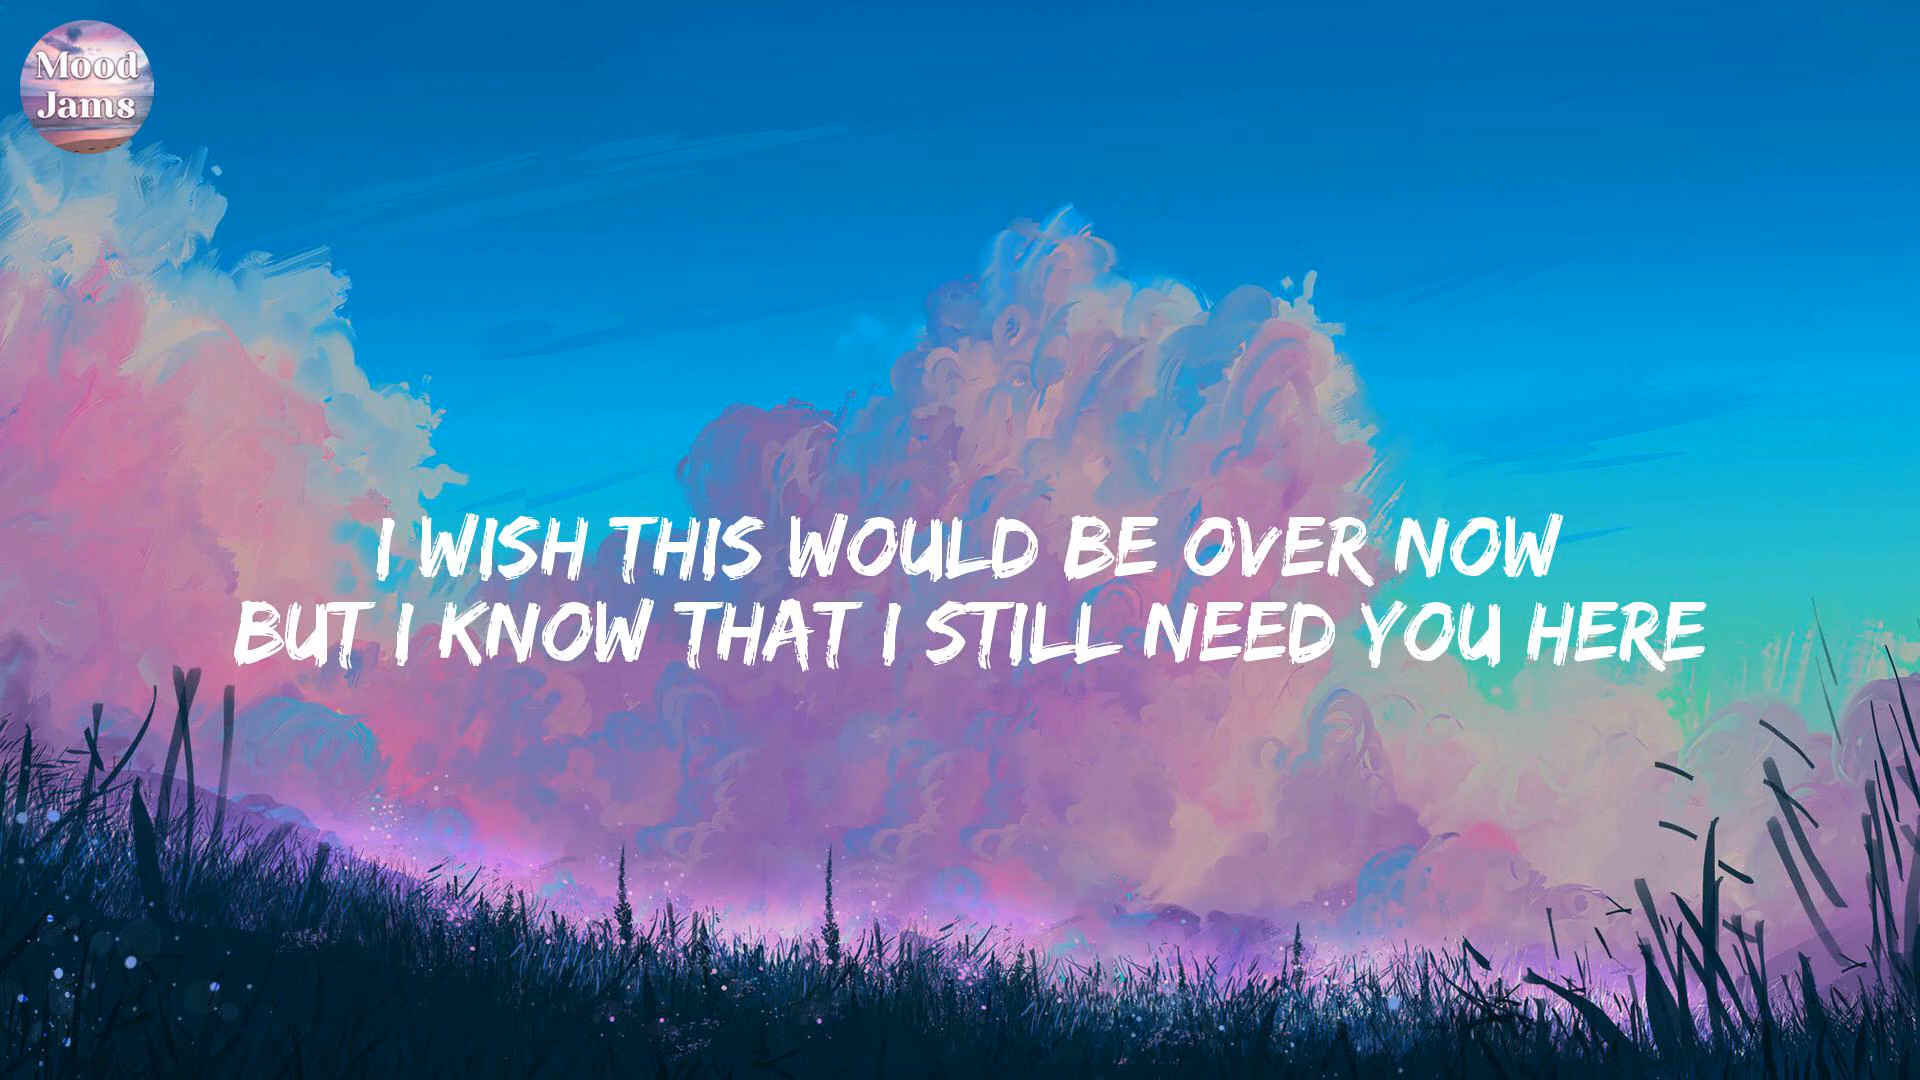 Mood
Jams
I WISH THIS WOULD BE OVER NOW
BUT I KNOW THAT I STILL NEED YOU HERE